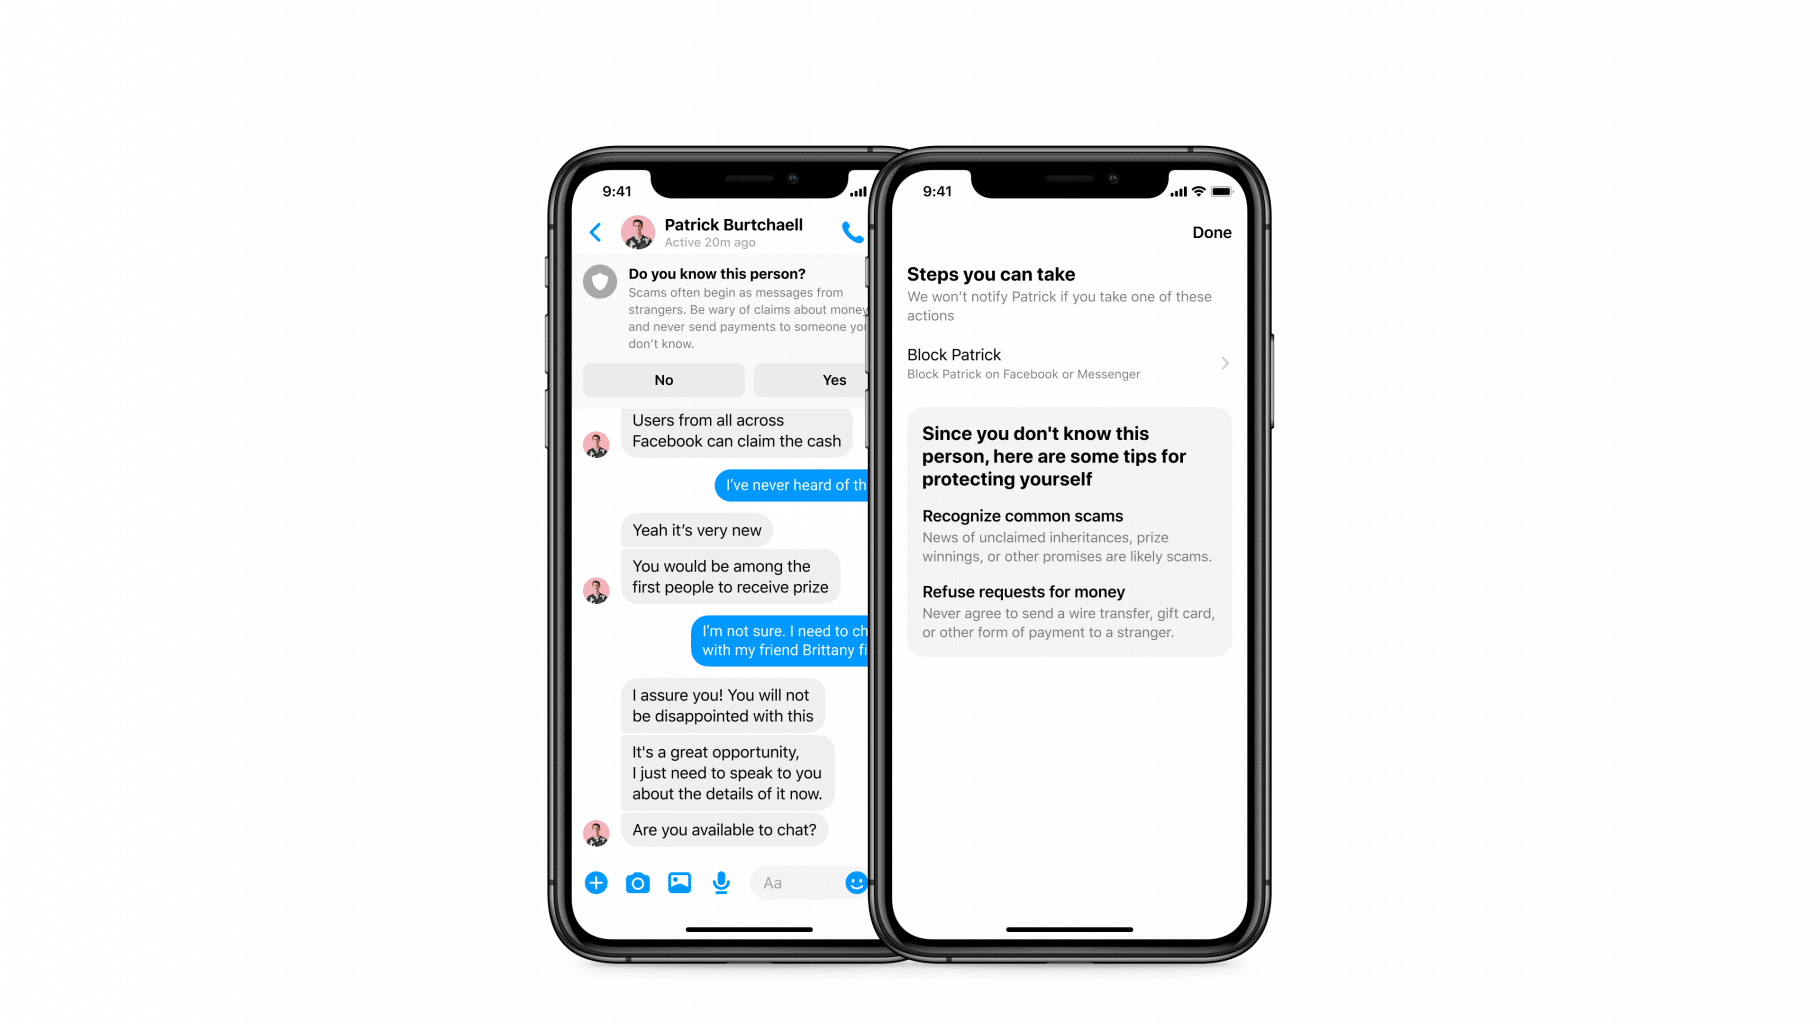 9:41
Patrick Burtchaell
Active 20m ago
Do you know this person?
Scams often begin as messages from
strangers. Be wary of claims about money
and never send payments to someone you
don’t know.
No
Yes
Users from all across
Facebook can claim the cash
I’ve never heard of th
Yeah it’s very new
You would be among the
first people to receive prize
I’m not sure. I need to ch
with my friend Brittany fi
I assure you! You will not
be disappointed with this
It's a great opportunity,
I just need to speak to you
about the details of it now.
Are you available to chat?
Aa
9:41
Done
Steps you can take
We won’t notify Patrick if you take one of these
actions
Block Patrick
Block Patrick on Facebook or Messenger
Since you don't know this
person, here are some tips for
protecting yourself
Recognize common scams
News of unclaimed inheritances, prize
winnings, or other promises are likely scams.
Refuse requests for money
Never agree to send a wire transfer, gift card,
or other form of payment to a stranger.